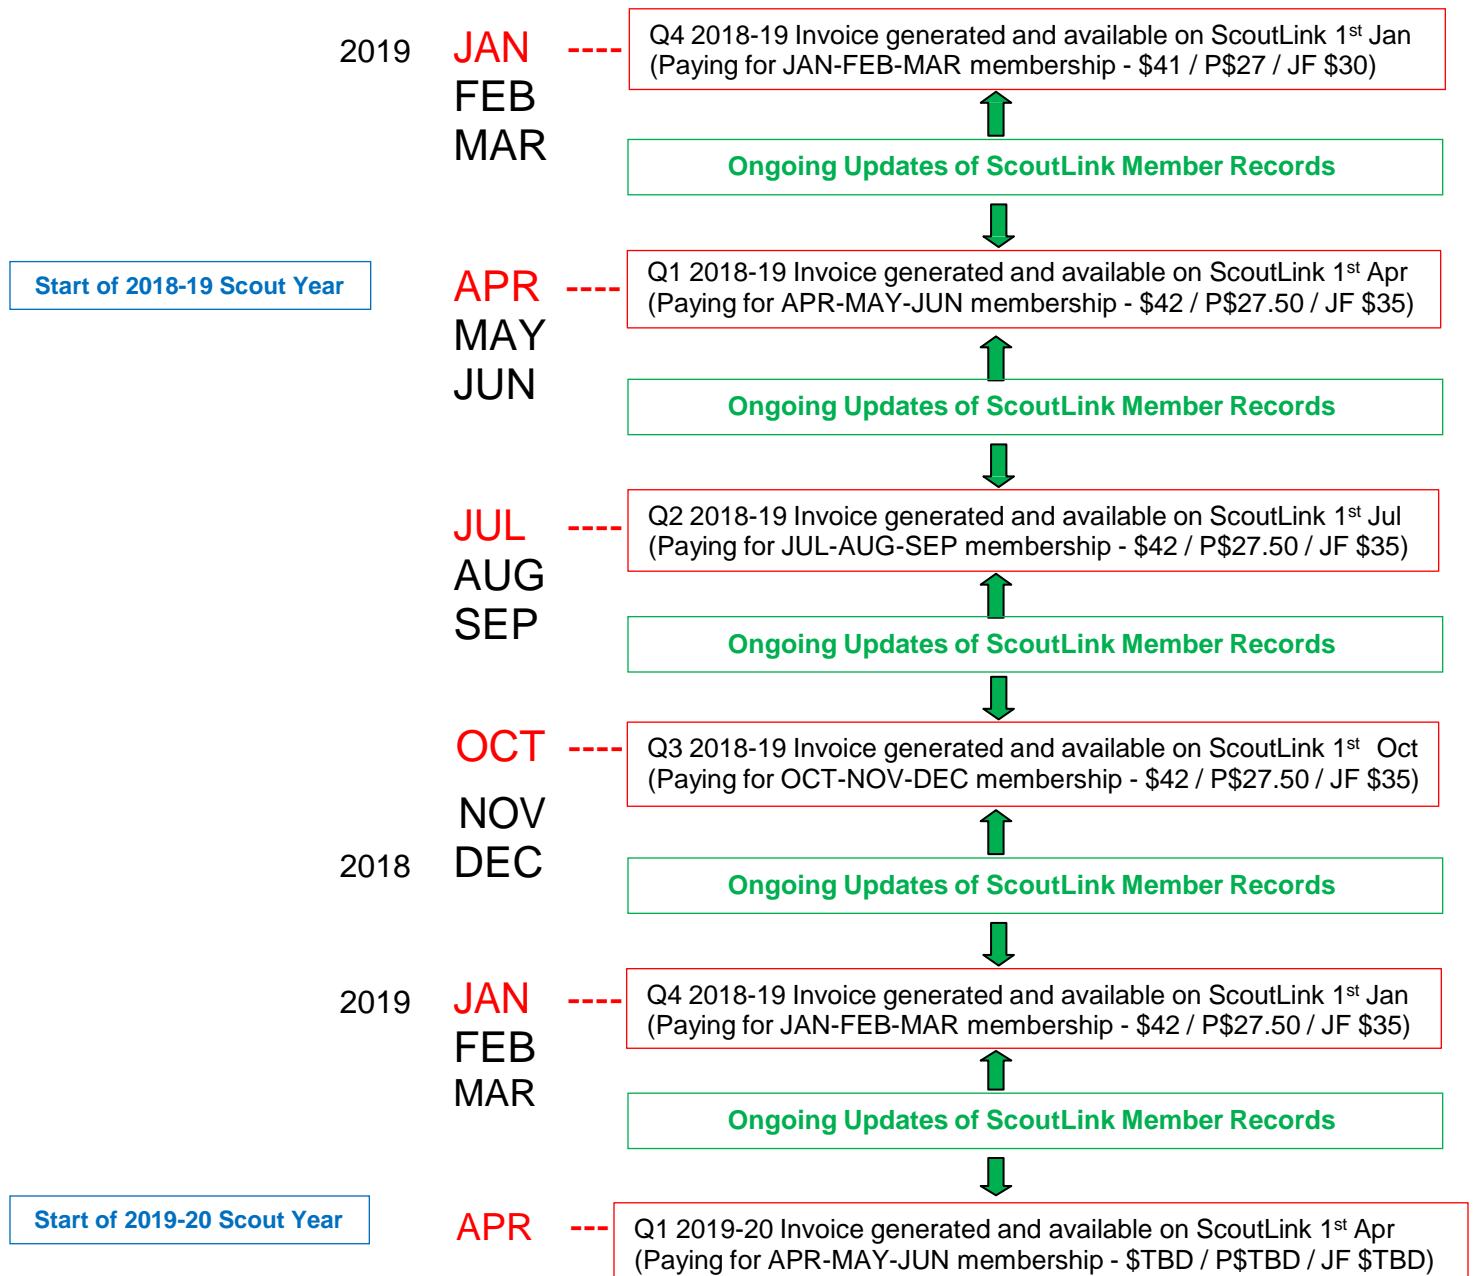 2019 JAN ---- Q4 2018-19 Invoice generated and available on ScoutLink 1st Jan
(Paying for JAN-FEB-MAR membership - $41 / P$27 / JF $30)
FEB
MAR
Ongoing Updates of ScoutLink Member Records
Start of 2018-19 Scout Year
APR ---- Q1 2018-19 Invoice generated and available on ScoutLink 1st Apr
(Paying for APR-MAY-JUN membership - $42 / P$27.50 / JF $35)
MAY
JUN
Ongoing Updates of ScoutLink Member Records
JUL ---- Q2 2018-19 Invoice generated and available on ScoutLink 1st Jul
(Paying for JUL-AUG-SEP membership - $42 / P$27.50 / JF $35)
AUG
SEP
Ongoing Updates of ScoutLink Member Records
OCT ---- Q3 2018-19 Invoice generated and available on ScoutLink 1st Oct
(Paying for OCT-NOV-DEC membership - $42 / P$27.50 / JF $35)
NOV
2018 DEC
Ongoing Updates of ScoutLink Member Records
2019 JAN ---- Q4 2018-19 Invoice generated and available on ScoutLink 1st Jan
(Paying for JAN-FEB-MAR membership - $42 / P$27.50 / JF $35)
FEB
MAR
Ongoing Updates of ScoutLink Member Records
Start of 2019-20 Scout Year
APR --- Q1 2019-20 Invoice generated and available on ScoutLink 1st Apr
(Paying for APR-MAY-JUN membership - $TBD / P$TBD / JF $TBD)